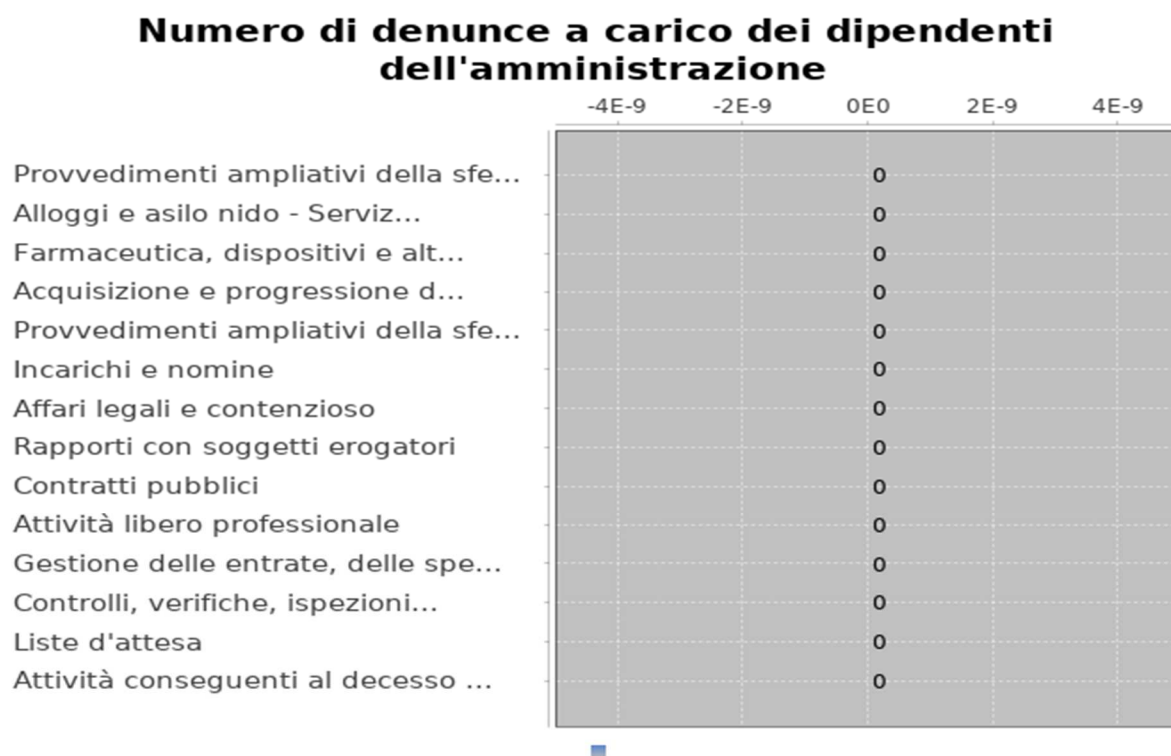 Numero di denunce a carico dei dipendenti
dell'amministrazione
-4E-9 -2E-9 0E0 2E-9 4E-9
Provvedimenti ampliativi della sfe... 0
Alloggi e asilo nido - Serviz... 0
Farmaceutica, dispositivi e alt... 0
Acquisizione e progressione d... 0
Provvedimenti ampliativi della sfe... 0
Incarichi e nomine 0
Affari legali e contenzioso 0
Rapporti con soggetti erogatori 0
Contratti pubblici 0
Attività libero professionale 0
Gestione delle entrate, delle spe... 0
Controlli, verifiche, ispezioni... 0
Liste d'attesa 0
Attività conseguenti al decesso ... 0